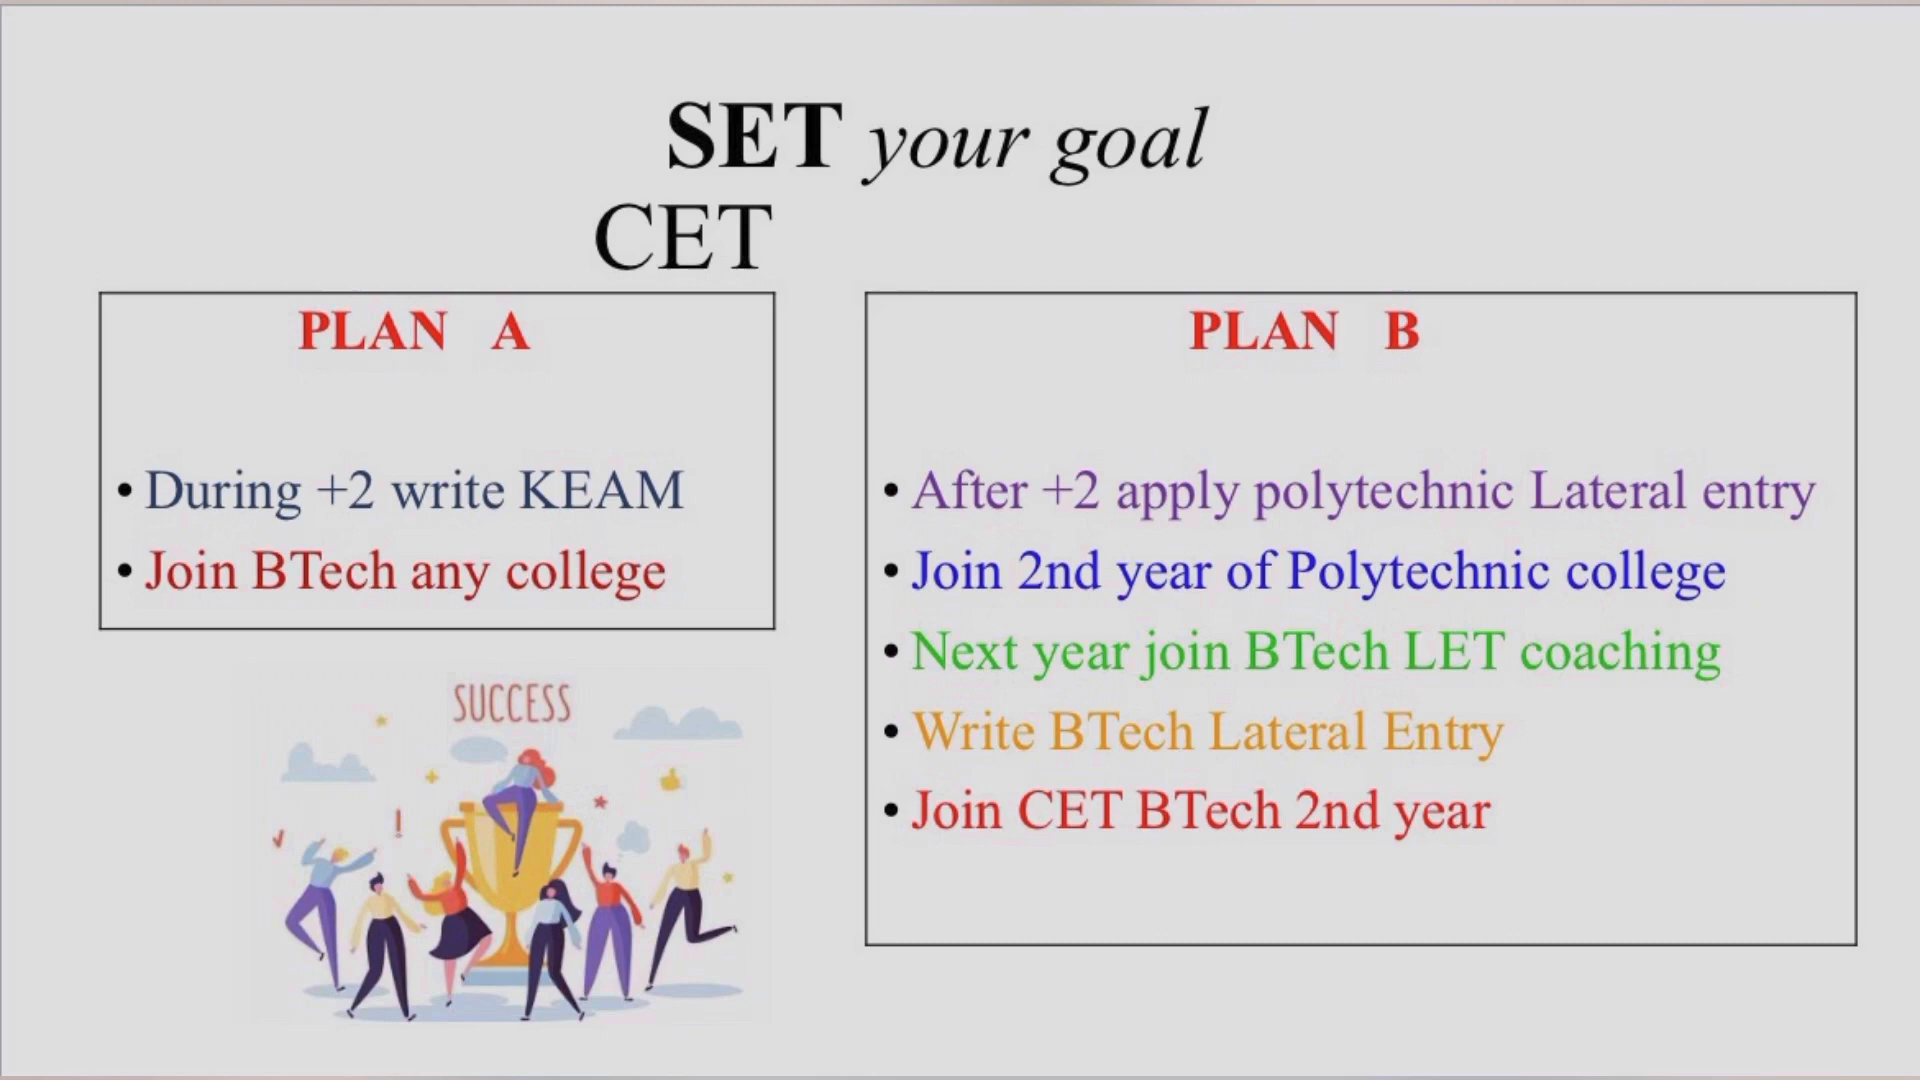 SET your goal
CET
PLAN A
• During +2 write KEAM
• Join BTech any college
SUCCESS
PLAN B
• After +2 apply polytechnic Lateral entry
• Join 2nd year of Polytechnic college
• Next year join BTech LET coaching
• Write BTech Lateral Entry
• Join CET BTech 2nd year